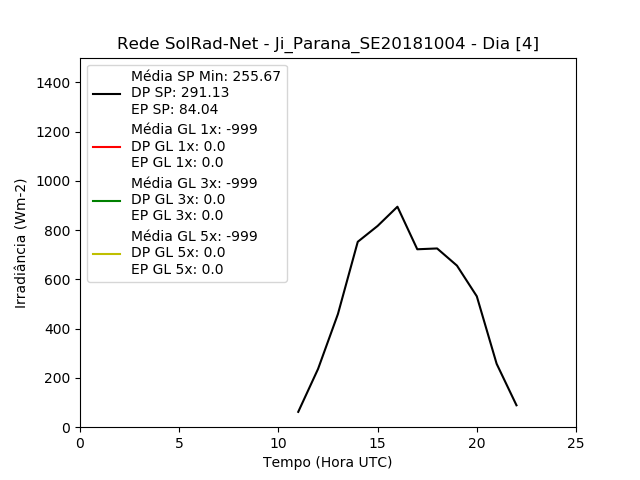 Rede SolRad-Net - Ji_Parana_SE20181004 - Dia [4]
Média SP Min: 255.67
DP SP: 291.13
EP SP: 84.04
Média GL 1x: -999
DP GL 1x: 0.0
EP GL 1x: 0.0
Média GL 3x: -999
DP GL 3x: 0.0
EP GL 3x: 0.0
Média GL 5x: -999
DP GL 5x: 0.0
EP GL 5x: 0.0
Irradiância (Wm-2)
1400
1200
1000
800
600
400
200
0
0 5 10 15 20 25
Tempo (Hora UTC)